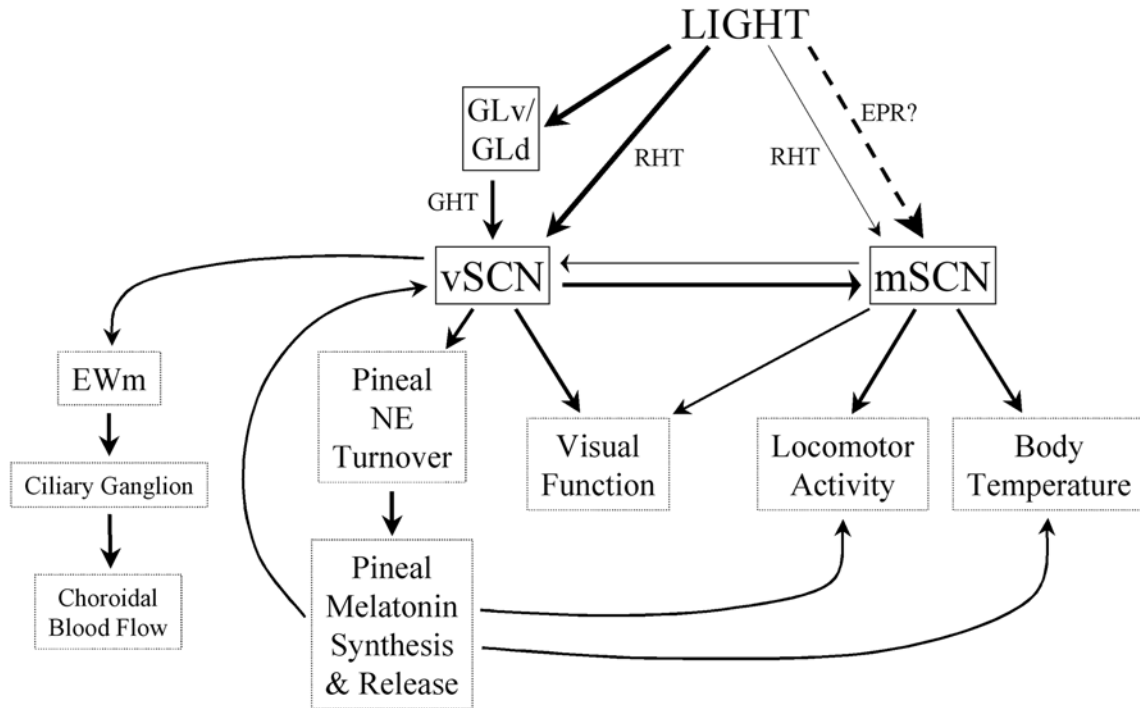 LIGHT
GLv/
GLd
EPR?
RHT
RHT
GHT
vSCN
mSCN
EWm
Pineal
NE
Turnover
Visual
Function
Locomotor
Activity
Body
Temperature
Ciliary Ganglion
Choroidal
Blood Flow
Pineal
Melatonin
Synthesis
& Release